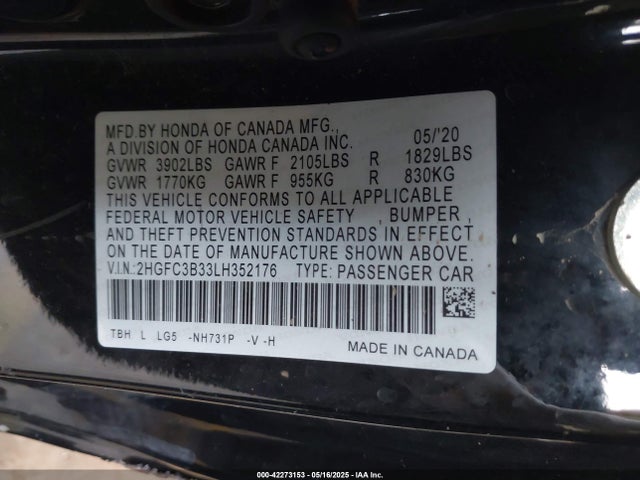 MFD.BY HONDA OF CANADA MFG., 05/'20
A DIVISION OF HONDA CANADA INC.
GVWR 3902LBS GAWR F 2105LBS R 1829LBS
GVWR 1770KG GAWR F 955KG R 830KG
THIS VEHICLE CONFORMS TO ALL APPLICABLE
FEDERAL MOTOR VEHICLE SAFETY , BUMPER ,
AND THEFT PREVENTION STANDARDS IN EFFECT
ON THE DATE OF MANUFACTURE SHOWN ABOVE.
V.I.N.:2HGFC3B33LH352176 TYPE: PASSENGER CAR
TBH L LG5 -NH731P -V -H
MADE IN CANADA
000-42273153 - 05/16/2025 - IAA Inc.